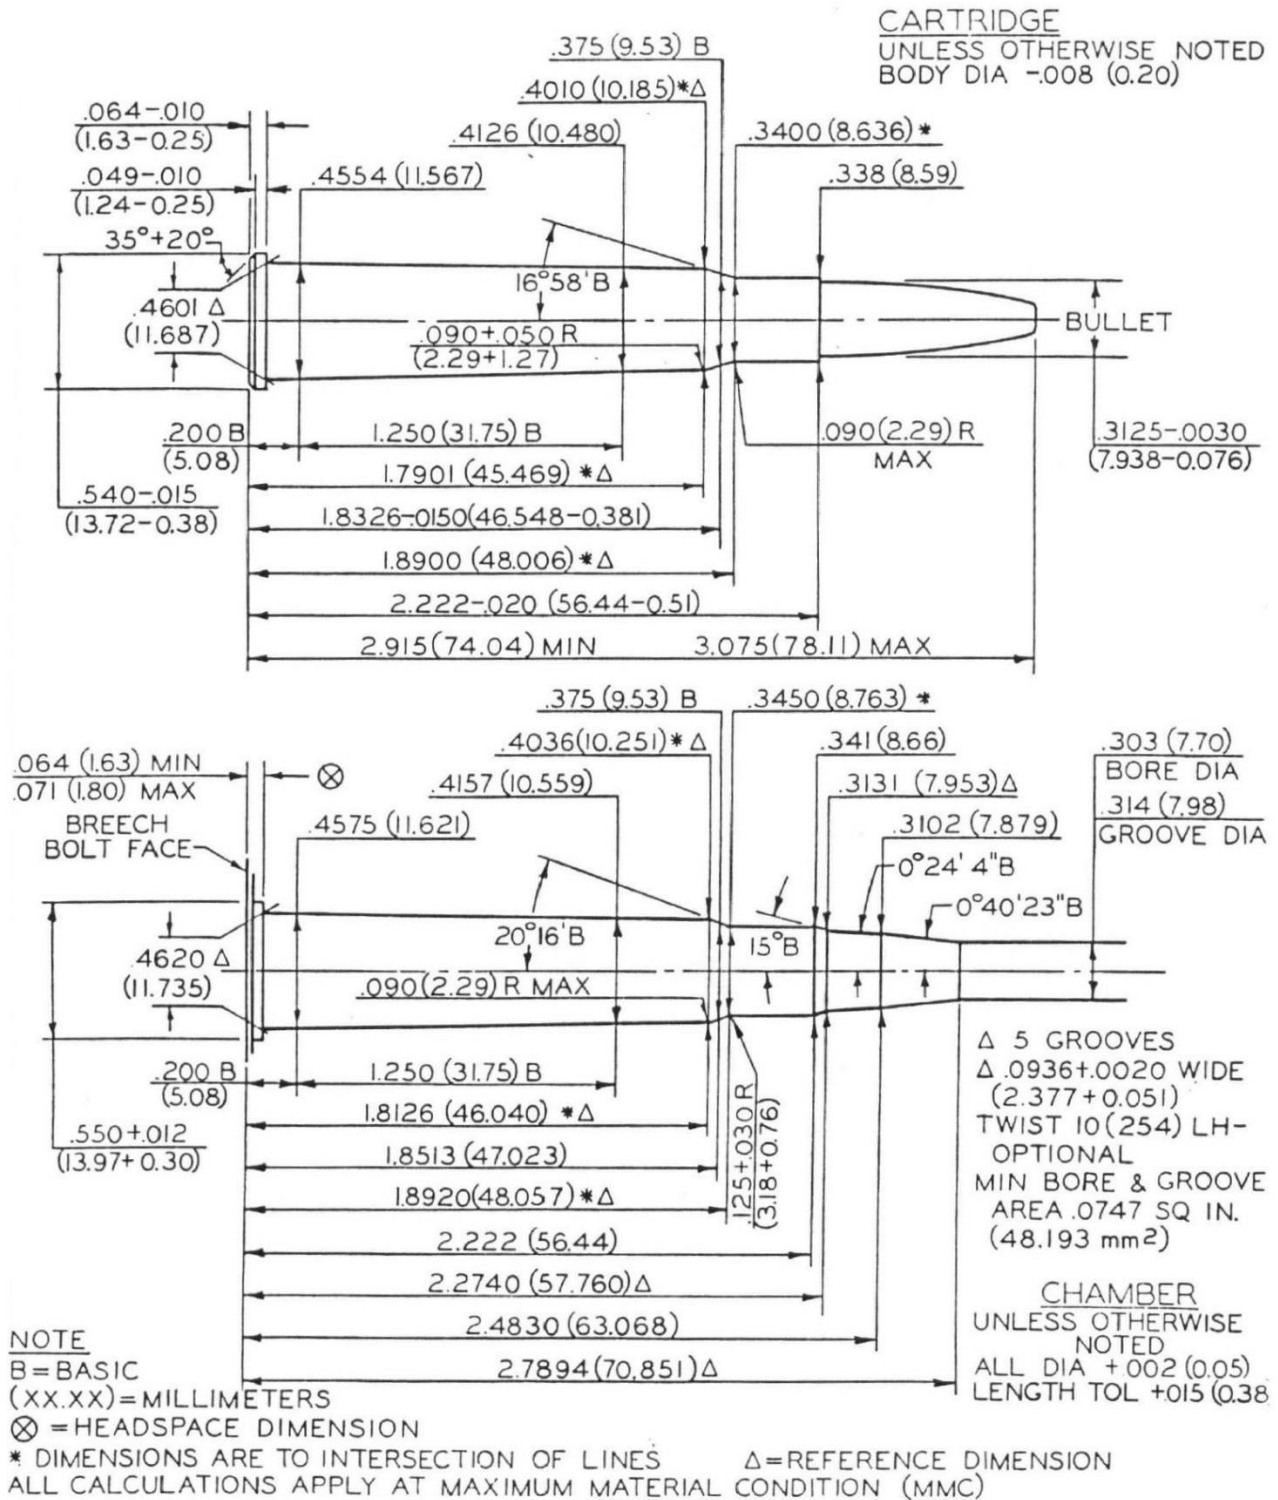 CARTRIDGE
UNLESS OTHERWISE NOTED
BODY DIA -.008 (0.20)
.375 (9.53) B
.4010 (10.185)*Δ
.064-.010
(1.63-0.25)
.4126 (10.480)
.3400 (8.636)*
.049-.010
(1.24-0.25)
.4554 (11.567)
.338 (8.59)
35°+20°
16°58'B
.4601 Δ
(11.687)
.090+.050 R
(2.29+1.27)
BULLET
.200 B
(5.08)
1.250 (31.75) B
.090(2.29) R
MAX
.3125-.0030
(7.938-0.076)
1.7901 (45.469) *Δ
.540-.015
(13.72-0.38)
1.8326-.0150(46.548-0.381)
1.8900 (48.006)*Δ
2.222-.020 (56.44-0.51)
2.915(74.04) MIN 3.075(78.11) MAX
.375 (9.53) B
.3450 (8.763) *
.4036(10.251)*Δ
.341(8.66)
.303 (7.70)
BORE DIA
.064 (1.63) MIN
.071 (1.80) MAX
⊗
.4157 (10.559)
.3131 (7.953)Δ
.314 (7.98)
GROOVE DIA
BREECH
BOLT FACE
.4575 (11.621)
.3102 (7.879)
0°24'4"B
0°40'23"B
20°16'B
15°B
.4620 Δ
(11.735)
.090(2.29) R MAX
Δ 5 GROOVES
Δ .0936+.0020 WIDE
(2.377+0.051)
TWIST 10(254) LH-
OPTIONAL
MIN BORE & GROOVE
AREA .0747 SQ IN.
(48.193 mm2)
.200 B
(5.08)
1.250 (31.75) B
.125+.030 R
(3.18+0.76)
1.8126 (46.040) *Δ
.550+.012
(13.97+0.30)
1.8513 (47.023)
1.8920(48.057)*Δ
2.222 (56.44)
2.2740 (57.760)Δ
2.4830 (63.068)
2.7894(70,851)Δ
CHAMBER
UNLESS OTHERWISE
NOTED
ALL DIA +.002 (0.05)
LENGTH TOL +.015 (0.38
NOTE
B=BASIC
(XX.XX)=MILLIMETERS
⊗=HEADSPACE DIMENSION
* DIMENSIONS ARE TO INTERSECTION OF LINES Δ=REFERENCE DIMENSION
ALL CALCULATIONS APPLY AT MAXIMUM MATERIAL CONDITION (MMC)